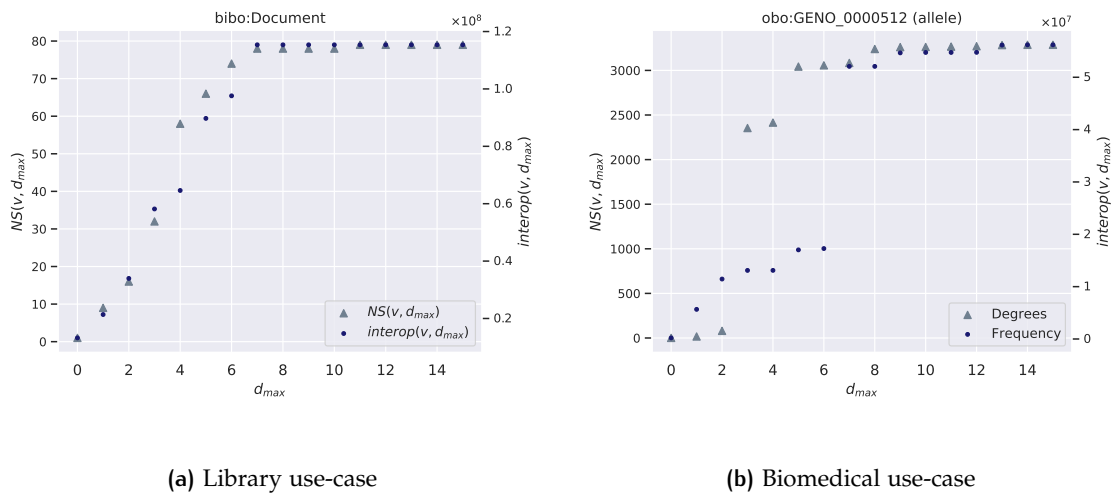 bibo:Document
×10⁸
80
70
60
50
40
30
20
10
0
NS(v, d_max)
1.2
1.0
0.8
0.6
0.4
0.2
interop(v, d_max)
NS(v, d_max)
interop(v, d_max)
0 2 4 6 8 10 12 14
d_max
(a) Library use-case
obo:GENO_0000512 (allele)
×10⁷
3000
2500
2000
1500
1000
500
0
NS(v, d_max)
5
4
3
2
1
0
interop(v, d_max)
Degrees
Frequency
0 2 4 6 8 10 12 14
d_max
(b) Biomedical use-case